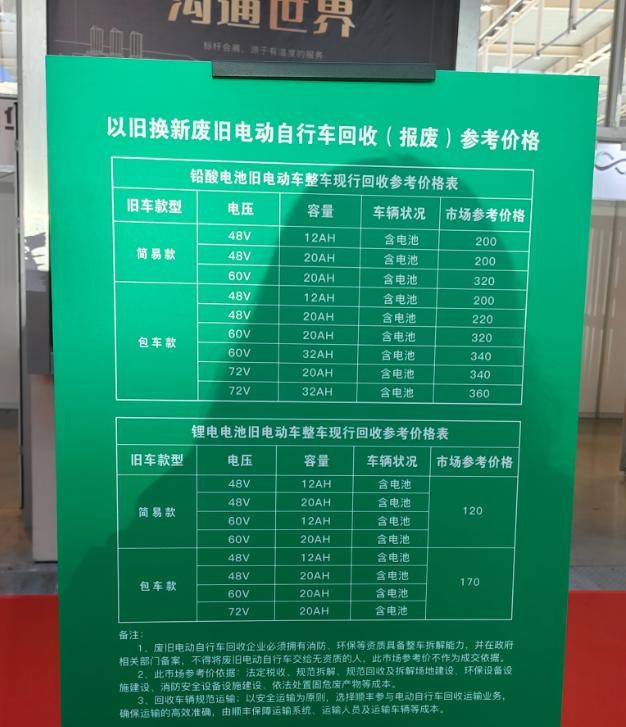 沟通世界
标杆会展、源于有温度的服务
以旧换新废旧电动自行车回收（报废）参考价格
铅酸电池旧电动车整车现行回收参考价格表
旧车款型 电压 容量 车辆状况 市场参考价格
简易款 48V 12AH 含电池 200
48V 20AH 含电池 200
60V 20AH 含电池 320
包车款 48V 12AH 含电池 200
48V 20AH 含电池 220
60V 20AH 含电池 320
60V 32AH 含电池 340
72V 20AH 含电池 340
72V 32AH 含电池 360
锂电电池旧电动车整车现行回收参考价格表
旧车款型 电压 容量 车辆状况 市场参考价格
简易款 48V 12AH 含电池 120
48V 20AH 含电池
60V 12AH 含电池
60V 20AH 含电池
包车款 48V 12AH 含电池 170
48V 20AH 含电池
60V 20AH 含电池
72V 20AH 含电池
备注：
1、废旧电动自行车回收企业必须拥有消防、环保等资质具备整车拆解能力，并在政府
相关部门备案，不得将废旧电动自行车交给无资质的人，此市场参考价不作为成交依据。
2、此市场参考价依据：法定税收、规范拆解、规范回收及拆解场地建设、环保设备设
施建设、消防安全设备设施建设、依法处置固危废产物等成本。
3、回收车辆规范运输：以安全运输为原则，选择顺丰参与电动自行车回收运输业务，
确保运输的高效准确，由顺丰保障运输系统、运输人员及运输车辆等成本。